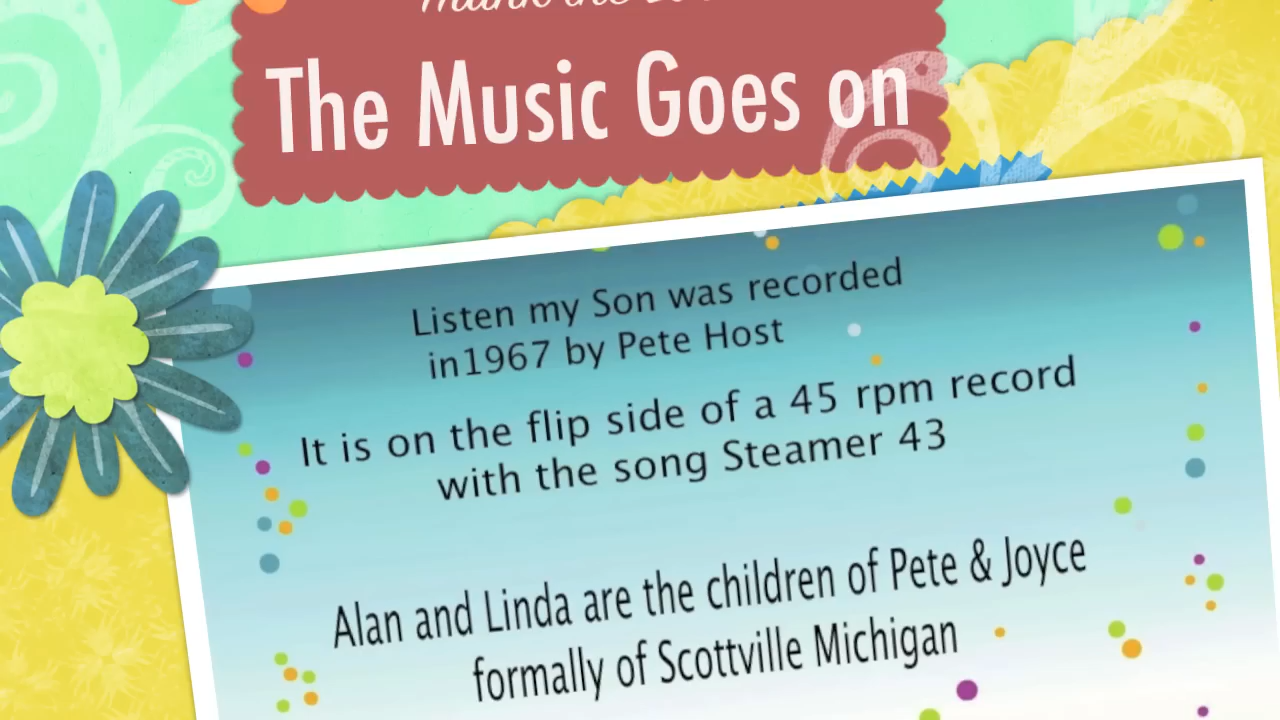 Thank the
The Music Goes on
Listen my Son was recorded
in1967 by Pete Host
It is on the flip side of a 45 rpm record
with the song Steamer 43
Alan and Linda are the children of Pete & Joyce
formally of Scottville Michigan